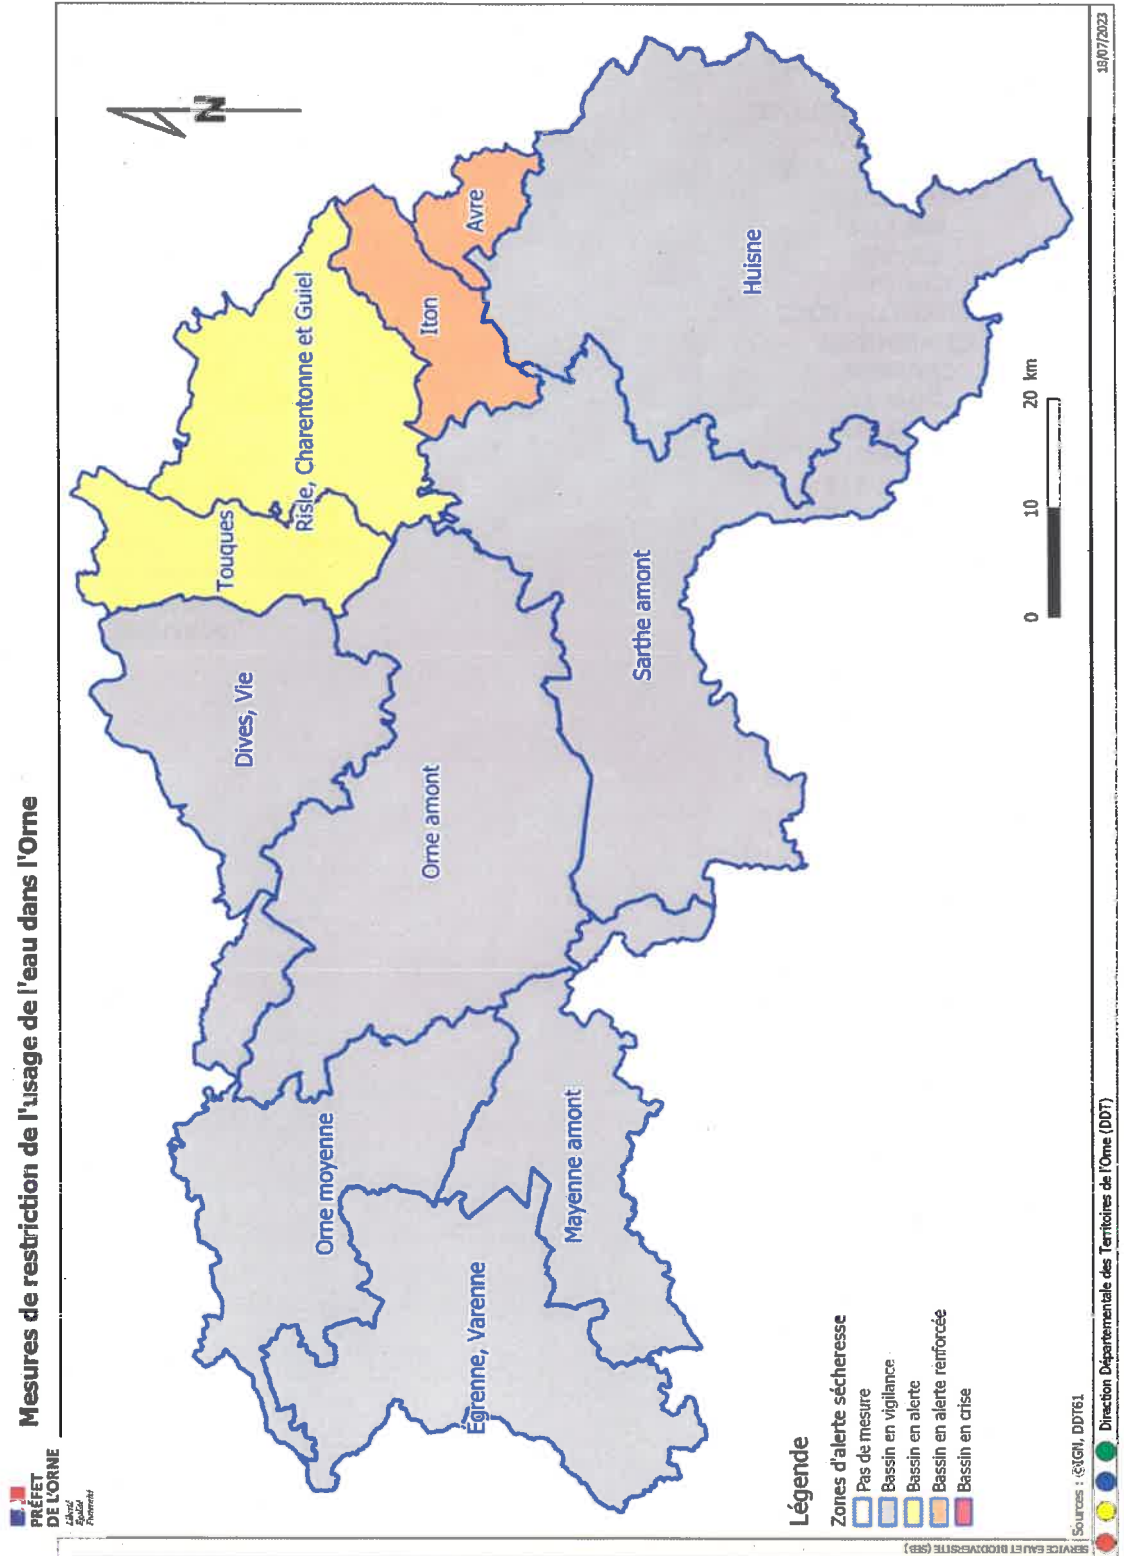 PRÉFET
DE L'ORNE
Liberté
Égalité
Fraternité
Mesures de restriction de l'usage de l'eau dans l'Orne
N
Touques
Risle, Charentonne et Guiel
Iton
Avre
Dives, Vie
Orne amont
Huisne
Sarthe amont
Orne moyenne
Mayenne amont
Égrenne, Varenne
0 10 20 km
Légende
Zones d'alerte sécheresse
Pas de mesure
Bassin en vigilance
Bassin en alerte
Bassin en alerte renforcée
Bassin en crise
SERVICE EAU ET BIODIVERSITE (SEB)
Sources : ©IGN, DDT61
Direction Départementale des Territoires de l'Orne (DDT)
18/07/2023